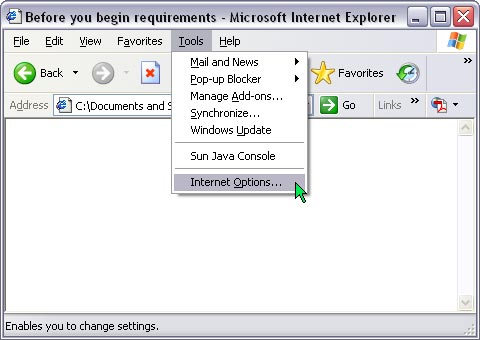 Before you begin requirements - Microsoft Internet Explorer
File Edit View Favorites Tools Help
Back Favorites »
Address C:\Documents and S Go Links »
Mail and News
Pop-up Blocker
Manage Add-ons...
Synchronize...
Windows Update
Sun Java Console
Internet Options...
Enables you to change settings.